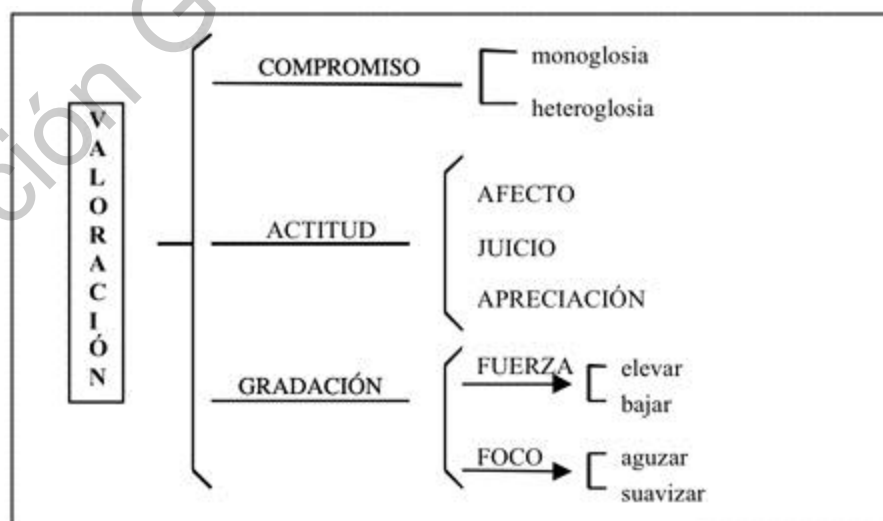 VALORACIÓN
COMPROMISO
monoglosia
heteroglosia
ACTITUD
AFECTO
JUICIO
APRECIACIÓN
GRADACIÓN
FUERZA
elevar
bajar
FOCO
aguzar
suavizar